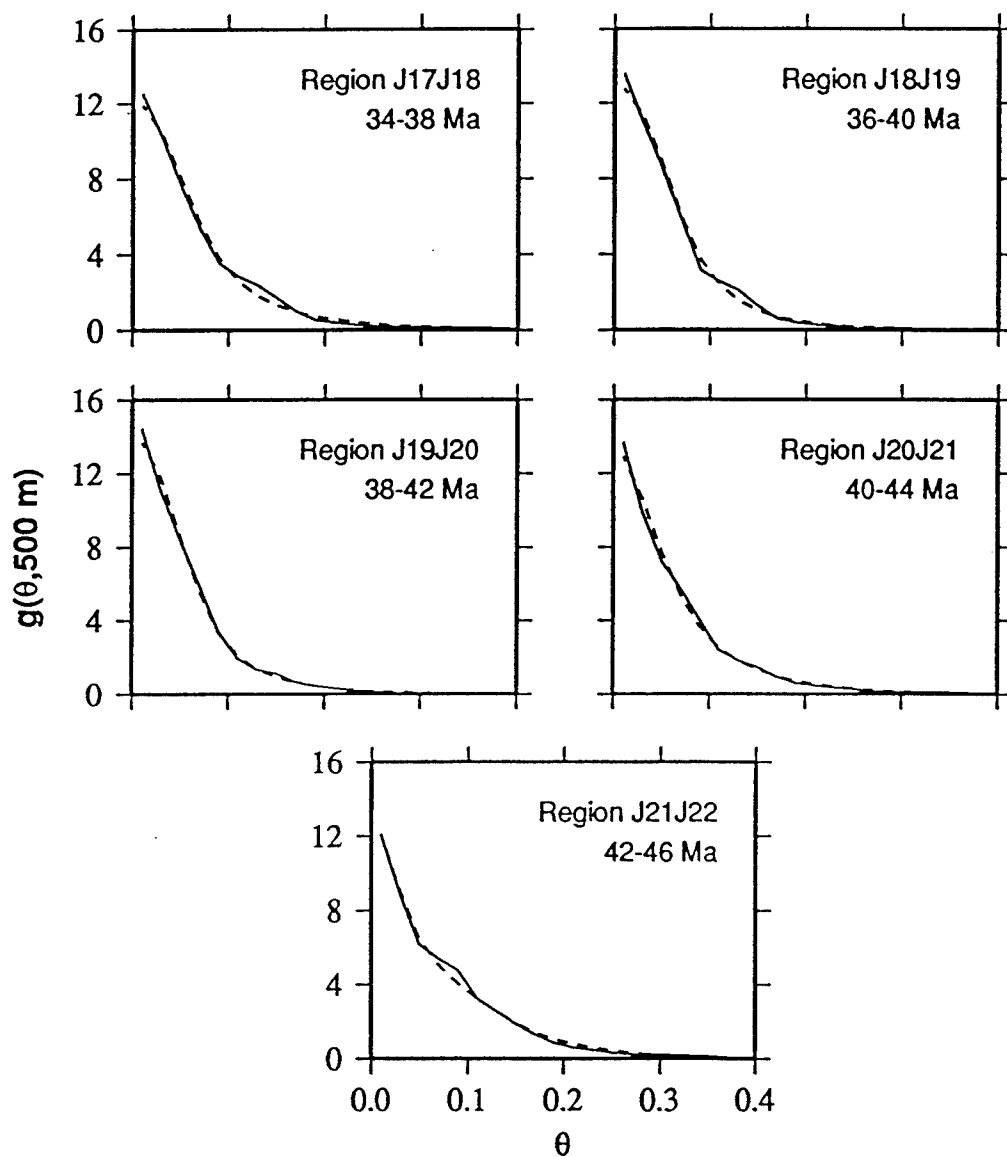 16
12
8
4
0
Region J17J18
34-38 Ma
Region J18J19
36-40 Ma
16
12
8
4
0
Region J19J20
38-42 Ma
Region J20J21
40-44 Ma
g(θ,500 m)
16
12
8
4
0
Region J21J22
42-46 Ma
0.0 0.1 0.2 0.3 0.4
θ